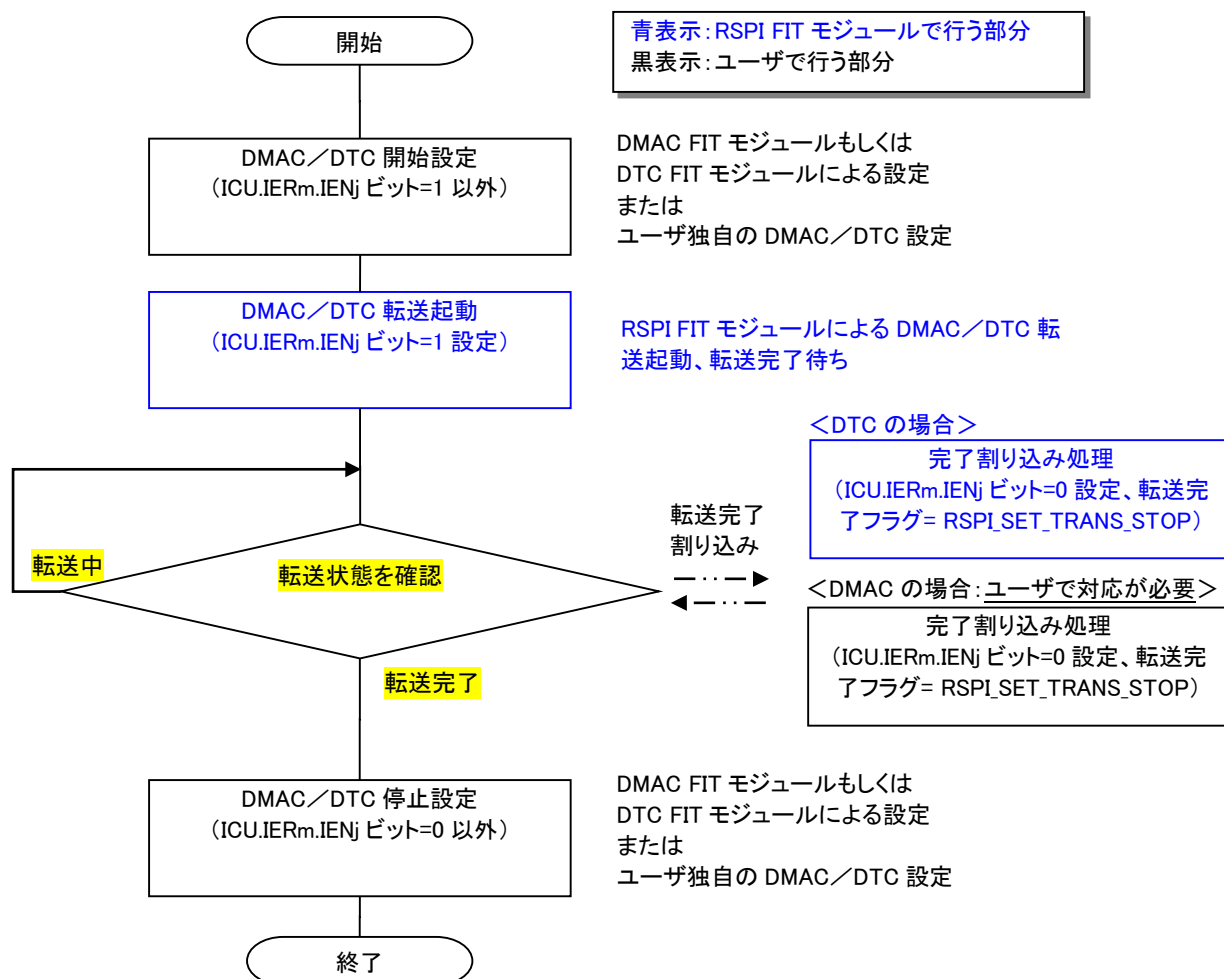 開始
青表示：RSPI FIT モジュールで行う部分
黒表示：ユーザで行う部分
DMAC／DTC 開始設定
（ICU.IERm.IENj ビット=1 以外）
DMAC FIT モジュールもしくは
DTC FIT モジュールによる設定
または
ユーザ独自の DMAC／DTC 設定
DMAC／DTC 転送起動
（ICU.IERm.IENj ビット=1 設定）
RSPI FIT モジュールによる DMAC／DTC 転
送起動、転送完了待ち
＜DTC の場合＞
完了割り込み処理
（ICU.IERm.IENj ビット=0 設定、転送完
了フラグ= RSPI_SET_TRANS_STOP）
転送完了
割り込み
転送中
転送状態を確認
＜DMAC の場合：ユーザで対応が必要＞
完了割り込み処理
（ICU.IERm.IENj ビット=0 設定、転送完
了フラグ= RSPI_SET_TRANS_STOP）
転送完了
DMAC／DTC 停止設定
（ICU.IERm.IENj ビット=0 以外）
DMAC FIT モジュールもしくは
DTC FIT モジュールによる設定
または
ユーザ独自の DMAC／DTC 設定
終了